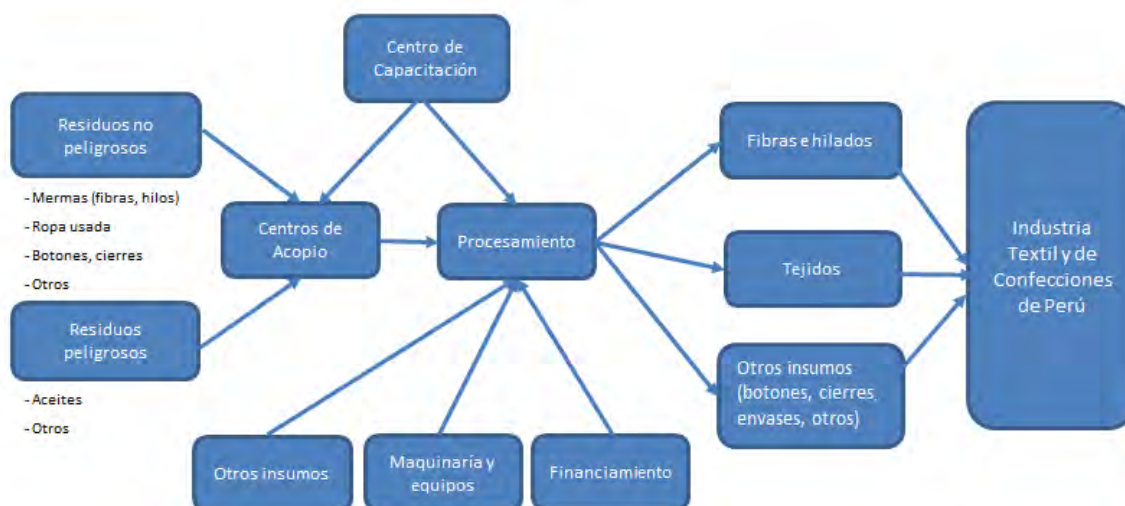 Centro de
Capacitación
Residuos no
peligrosos
- Mermas (fibras, hilos)
- Ropa usada
- Botones, cierres
- Otros
Residuos
peligrosos
- Aceites
- Otros
Centros de
Acopio
Procesamiento
Otros insumos
Maquinaría y
equipos
Financiamiento
Fibras e hilados
Tejidos
Otros insumos
(botones, cierres
envases, otros)
Industria
Textil y de
Confecciones
de Perú